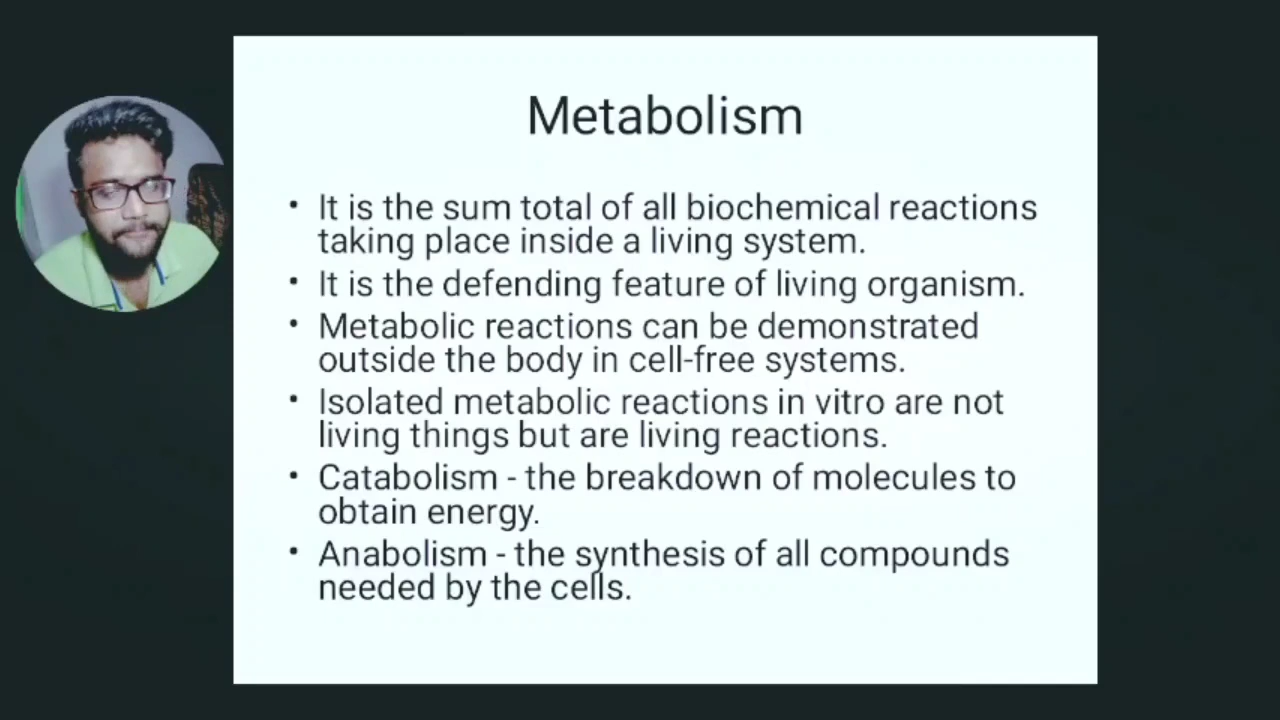 Metabolism
• It is the sum total of all biochemical reactions
taking place inside a living system.
• It is the defending feature of living organism.
• Metabolic reactions can be demonstrated
outside the body in cell-free systems.
• Isolated metabolic reactions in vitro are not
living things but are living reactions.
• Catabolism - the breakdown of molecules to
obtain energy.
• Anabolism - the synthesis of all compounds
needed by the cells.